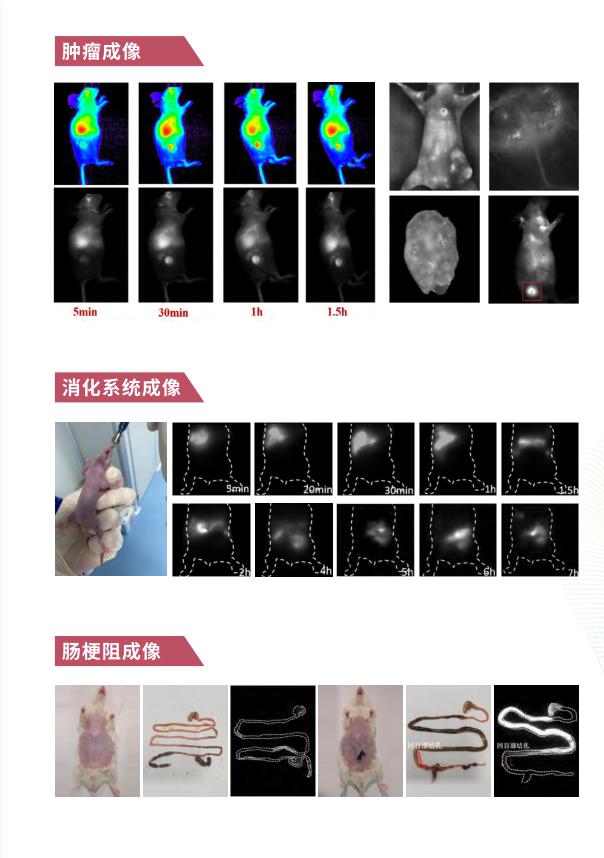 肿瘤成像
5min
30min
1h
1.5h
消化系统成像
5min
20min
30min
1h
1.5h
2h
4h
5h
6h
7h
肠梗阻成像
回盲部结扎
回盲部结扎